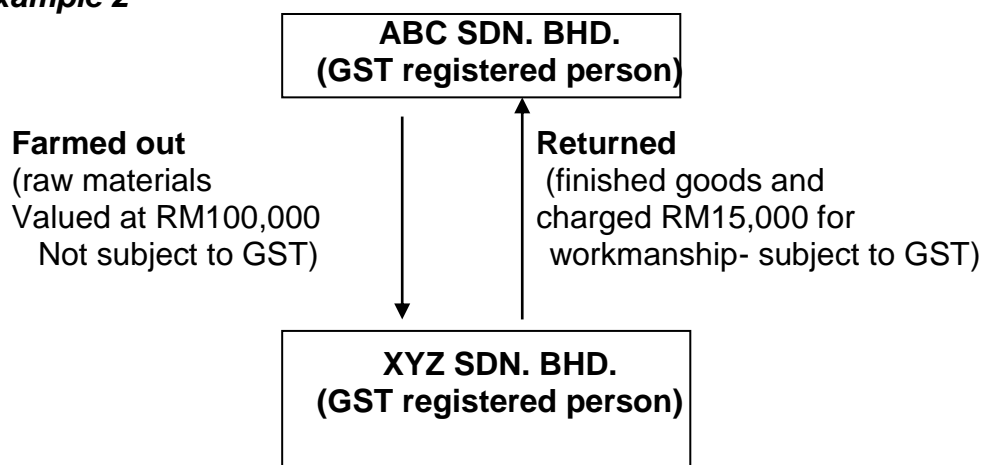 xample 2
ABC SDN. BHD.
(GST registered person)
Farmed out
(raw materials
Valued at RM100,000
Not subject to GST)
Returned
(finished goods and
charged RM15,000 for
workmanship- subject to GST)
XYZ SDN. BHD.
(GST registered person)